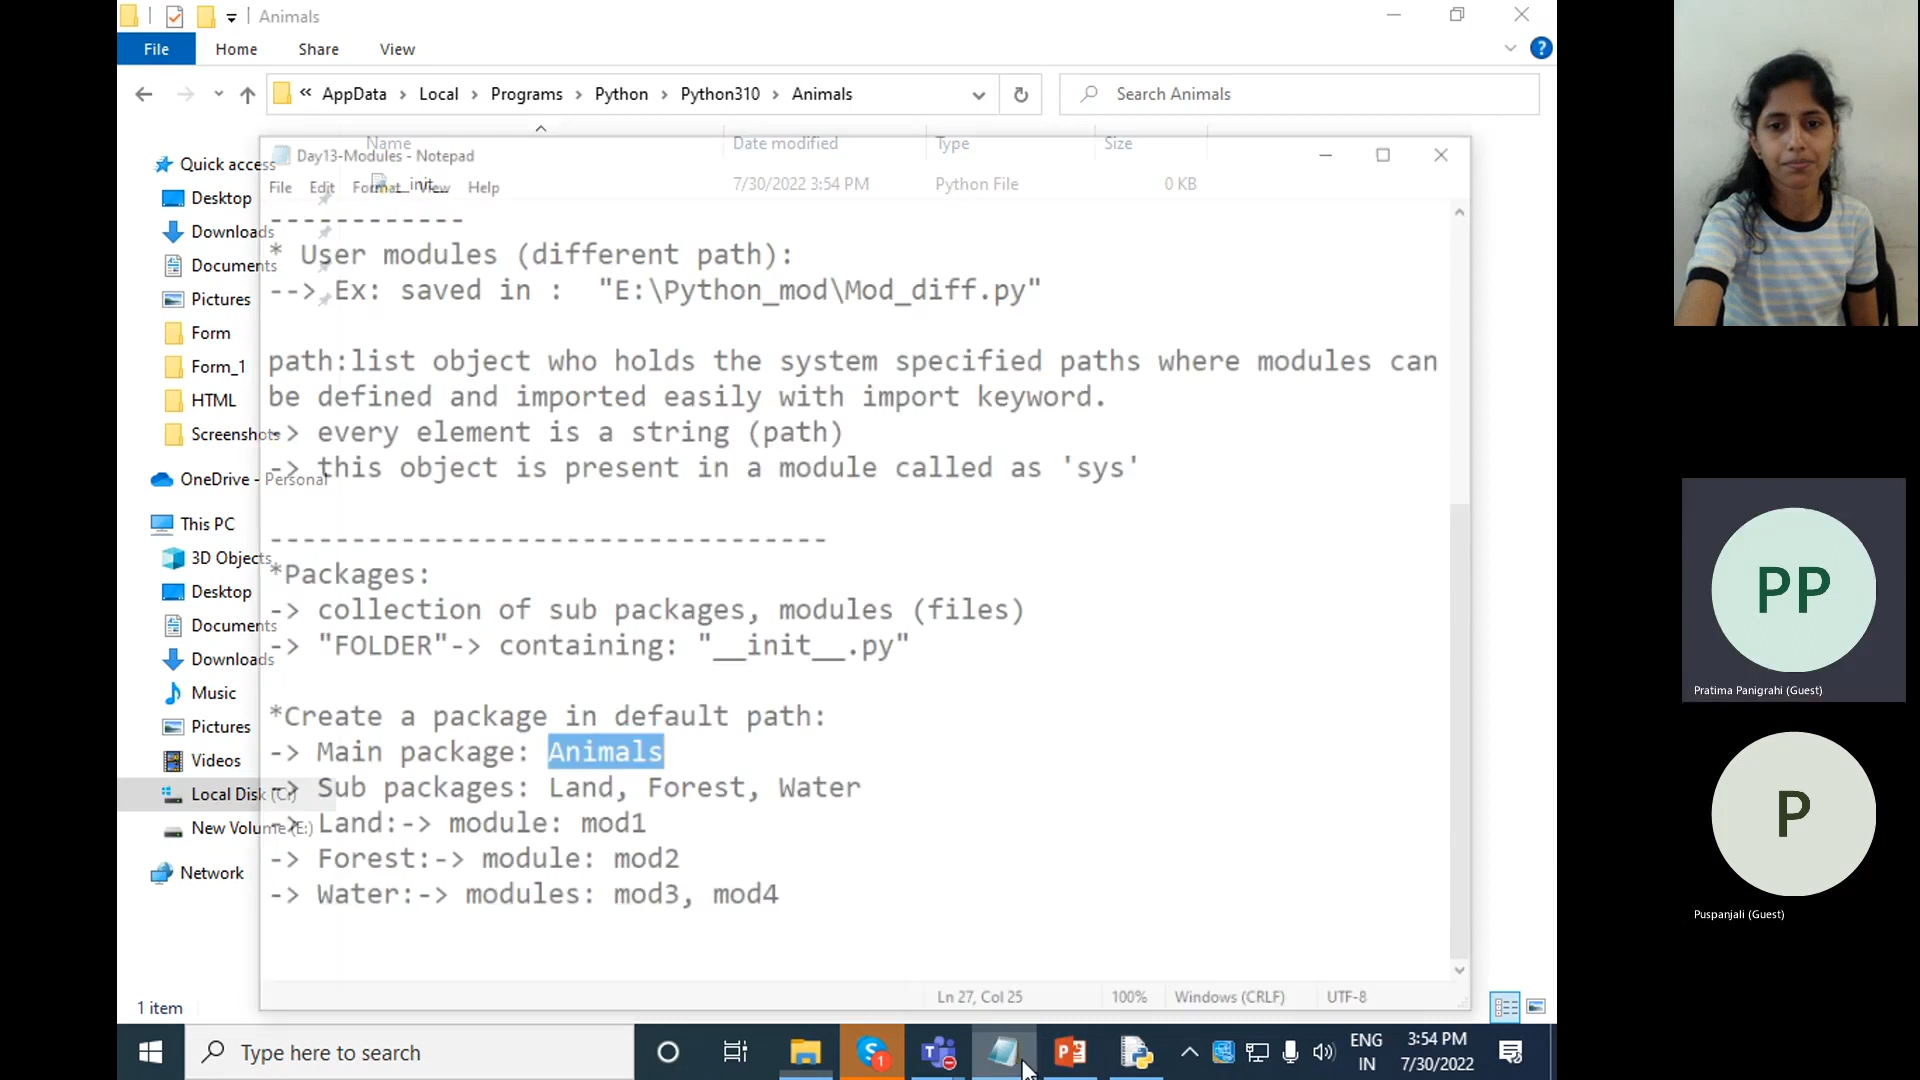 Animals
File Home Share View
« AppData > Local > Programs > Python > Python310 > Animals
Search Animals
Name Date modified Type Size
__init__ 7/30/2022 3:54 PM Python File 0 KB
Quick access
Desktop
Downloads
Documents
Pictures
Form
Form_1
HTML
Screenshots
OneDrive - Personal
This PC
3D Objects
Desktop
Documents
Downloads
Music
Pictures
Videos
Local Disk (C:)
New Volume (E:)
Network
1 item
Day13-Modules - Notepad
File Edit Format View Help
------------
* User modules (different path):
--> Ex: saved in : "E:\Python_mod\Mod_diff.py"
path:list object who holds the system specified paths where modules can
be defined and imported easily with import keyword.
-> every element is a string (path)
-> this object is present in a module called as 'sys'
----------------------------------
*Packages:
-> collection of sub packages, modules (files)
-> "FOLDER"-> containing: "__init__.py"
*Create a package in default path:
-> Main package: Animals
-> Sub packages: Land, Forest, Water
-> Land:-> module: mod1
-> Forest:-> module: mod2
-> Water:-> modules: mod3, mod4
Ln 27, Col 25 100% Windows (CRLF) UTF-8
Type here to search
ENG
IN
3:54 PM
7/30/2022
PP
Pratima Panigrahi (Guest)
P
Puspanjali (Guest)